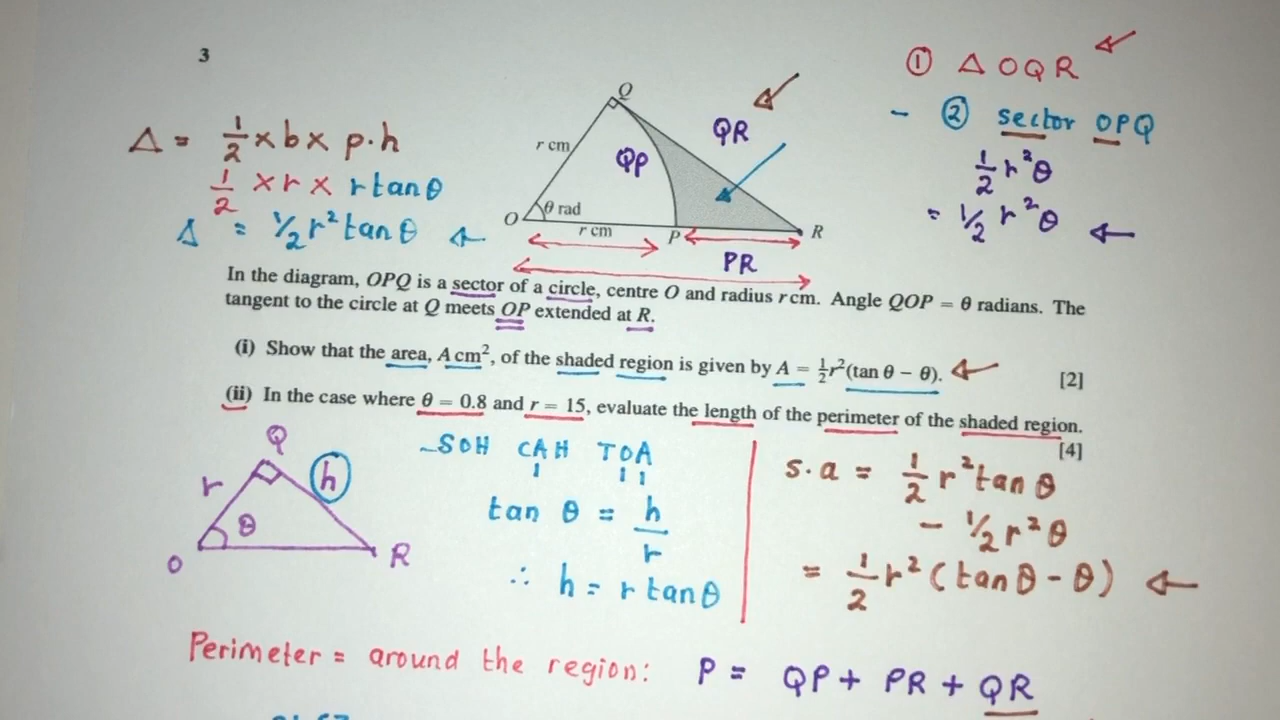 3
① Δ OQR
- ② sector OPQ
½r²θ
= ½ r²θ
Δ = ½ x b x p.h
½ x r x r tan θ
Δ = ½ r² tan θ
Q
r cm
QP
QR
O
θ rad
r cm
P
R
PR
In the diagram, OPQ is a sector of a circle, centre O and radius r cm. Angle QOP = θ radians. The
tangent to the circle at Q meets OP extended at R.
(i) Show that the area, A cm², of the shaded region is given by A = ½r²(tan θ − θ). [2]
(ii) In the case where θ = 0.8 and r = 15, evaluate the length of the perimeter of the shaded region.
[4]
Q
r
h
θ
O
R
SOH CAH TOA
tan θ = h/r
∴ h = r tan θ
s.a = ½ r² tan θ
- ½ r² θ
= ½ r² (tan θ - θ)
Perimeter = around the region: P = QP + PR + QR